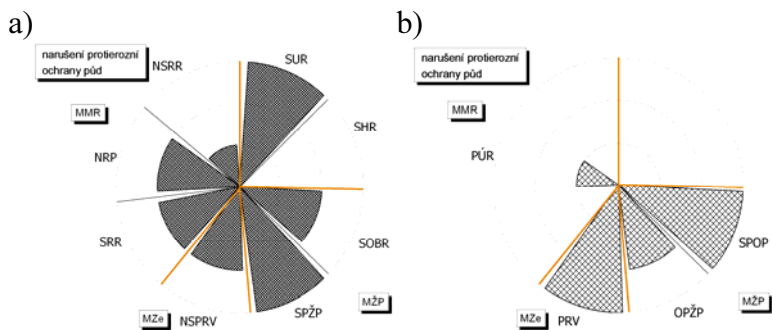 a)
narušení protierozní
ochrany půd
NSRR
SUR
MMR
SHR
NRP
SRR
SOBR
MZe
NSPRV
SPŽP
MŽP
b)
narušení protierozní
ochrany půd
MMR
PÚR
SPOP
MŽP
MZe
PRV
OPŽP